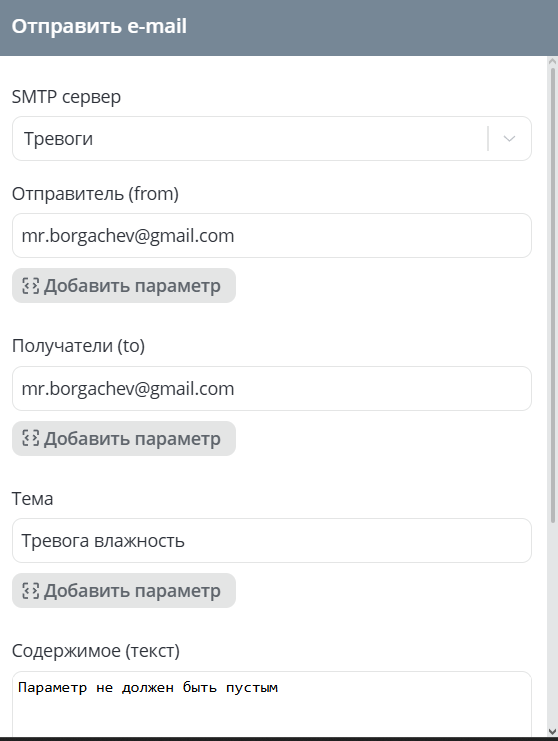 Отправить e-mail
SMTP сервер
Тревоги
Отправитель (from)
mr.borgachev@gmail.com
Добавить параметр
Получатели (to)
mr.borgachev@gmail.com
Добавить параметр
Тема
Тревога влажность
Добавить параметр
Содержимое (текст)
Параметр не должен быть пустым